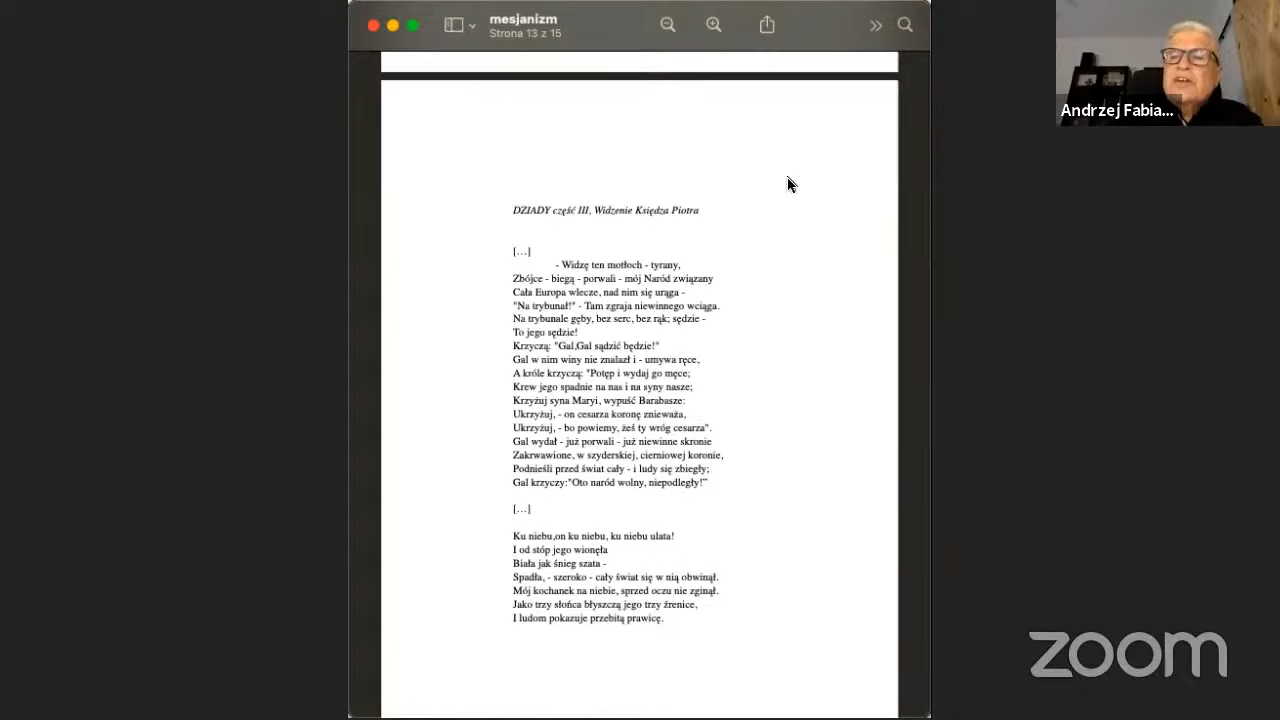 mesjanizm
Strona 13 z 15
Andrzej Fabia...
DZIADY część III, Widzenie Księdza Piotra
[…]
- Widzę ten motłoch - tyrany,
Zbójce - biegą - porwali - mój Naród związany
Cała Europa wlecze, nad nim się urąga -
"Na trybunał!" - Tam zgraja niewinnego wciąga.
Na trybunale gęby, bez serc, bez rąk; sędzie -
To jego sędzie!
Krzyczą: "Gal,Gal sądzić będzie!"
Gal w nim winy nie znalazł i - umywa ręce,
A króle krzyczą: "Potęp i wydaj go męce;
Krew jego spadnie na nas i na syny nasze;
Krzyżuj syna Maryi, wypuść Barabasze:
Ukrzyżuj, - on cesarza koronę znieważa,
Ukrzyżuj, - bo powiemy, żeś ty wróg cesarza".
Gal wydał - już porwali - już niewinne skronie
Zakrwawione, w szyderskiej, cierniowej koronie,
Podnieśli przed świat cały - i ludy się zbiegły;
Gal krzyczy:"Oto naród wolny, niepodległy!"
[…]
Ku niebu,on ku niebu, ku niebu ulata!
I od stóp jego wionęła
Biała jak śnieg szata -
Spadła, - szeroko - cały świat się w nią obwinął.
Mój kochanek na niebie, sprzed oczu nie zginął.
Jako trzy słońca błyszczą jego trzy źrenice,
I ludom pokazuje przebitą prawicę.
zoom